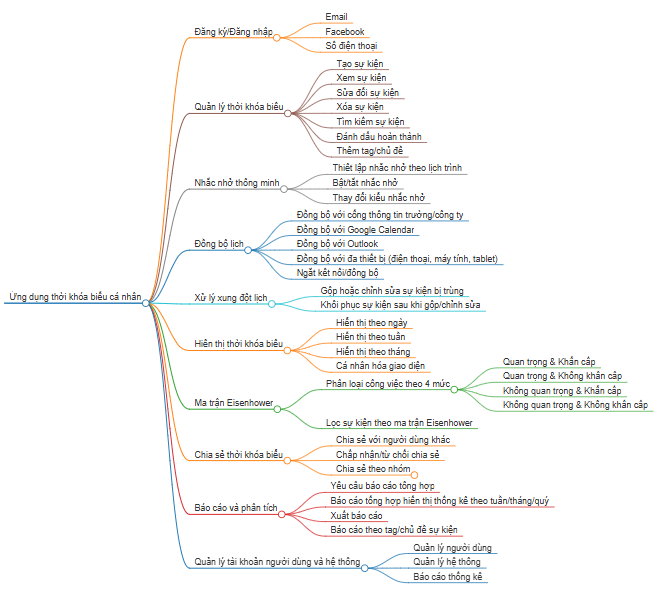 Ứng dụng thời khóa biểu cá nhân
Đăng ký/Đăng nhập
Email
Facebook
Số điện thoại
Quản lý thời khóa biểu
Tạo sự kiện
Xem sự kiện
Sửa đổi sự kiện
Xóa sự kiện
Tìm kiếm sự kiện
Đánh dấu hoàn thành
Thêm tag/chủ đề
Nhắc nhở thông minh
Thiết lập nhắc nhở theo lịch trình
Bật/tắt nhắc nhở
Thay đổi kiểu nhắc nhở
Đồng bộ lịch
Đồng bộ với cổng thông tin trường/công ty
Đồng bộ với Google Calendar
Đồng bộ với Outlook
Đồng bộ với đa thiết bị (điện thoại, máy tính, tablet)
Ngắt kết nối/đồng bộ
Xử lý xung đột lịch
Gộp hoặc chỉnh sửa sự kiện bị trùng
Khôi phục sự kiện sau khi gộp/chỉnh sửa
Hiển thị thời khóa biểu
Hiển thị theo ngày
Hiển thị theo tuần
Hiển thị theo tháng
Cá nhân hóa giao diện
Ma trận Eisenhower
Phân loại công việc theo 4 mức
Quan trọng & Khẩn cấp
Quan trọng & Không khẩn cấp
Không quan trọng & Khẩn cấp
Không quan trọng & Không khẩn cấp
Lọc sự kiện theo ma trận Eisenhower
Chia sẻ thời khóa biểu
Chia sẻ với người dùng khác
Chấp nhận/từ chối chia sẻ
Chia sẻ theo nhóm
Báo cáo và phân tích
Yêu cầu báo cáo tổng hợp
Báo cáo tổng hợp hiển thị thống kê theo tuần/tháng/quý
Xuất báo cáo
Báo cáo theo tag/chủ đề sự kiện
Quản lý tài khoản người dùng và hệ thống
Quản lý người dùng
Quản lý hệ thống
Báo cáo thống kê